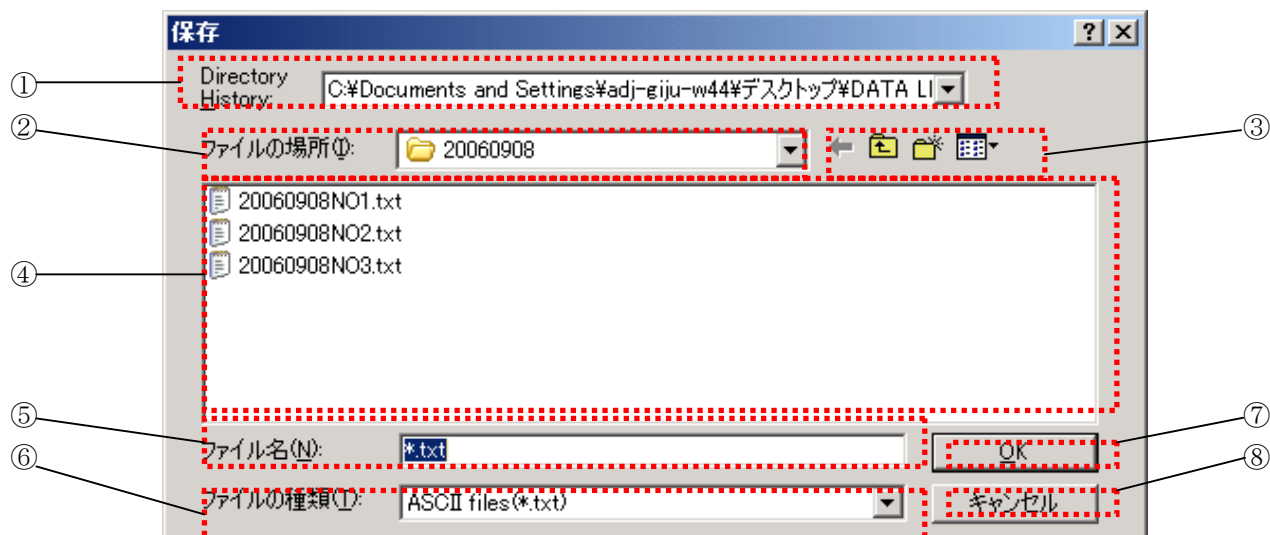 保存
①
Directory
History:
C:¥Documents and Settings¥adj-giju-w44¥デスクトップ¥DATA LI
②
ファイルの場所(I):
20060908
③
20060908NO1.txt
20060908NO2.txt
④
20060908NO3.txt
⑤
ファイル名(N):
*.txt
OK
⑦
⑥
ファイルの種類(T):
ASCII files(*.txt)
キャンセル
⑧